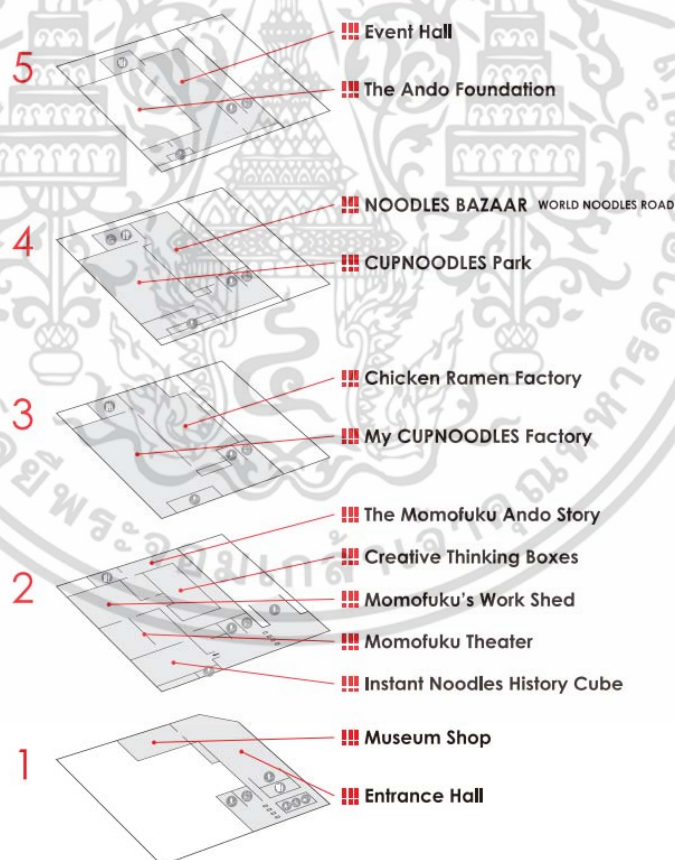 5
!!! Event Hall
!!! The Ando Foundation
4
!!! NOODLES BAZAAR WORLD NOODLES ROAD
!!! CUPNOODLES Park
3
!!! Chicken Ramen Factory
!!! My CUPNOODLES Factory
2
!!! The Momofuku Ando Story
!!! Creative Thinking Boxes
!!! Momofuku's Work Shed
!!! Momofuku Theater
!!! Instant Noodles History Cube
1
!!! Museum Shop
!!! Entrance Hall